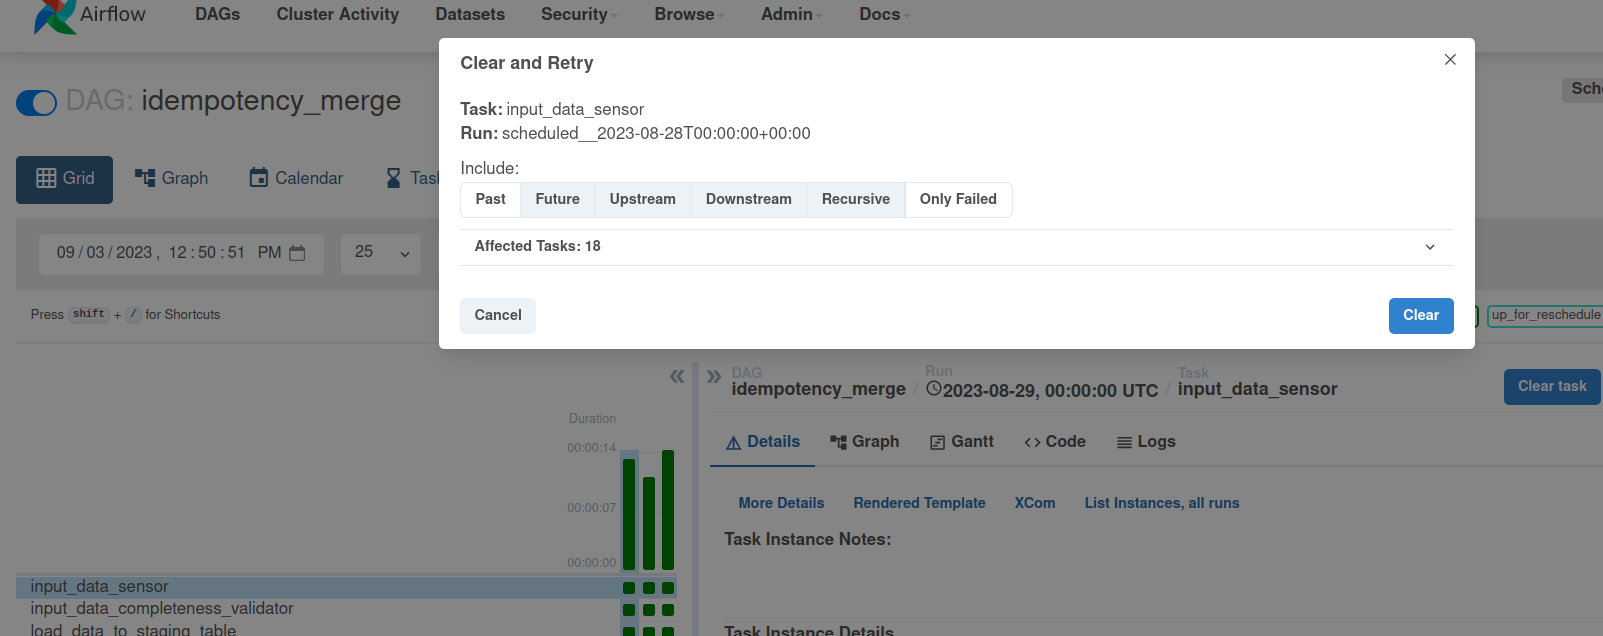 Airflow
DAGs Cluster Activity Datasets Security Browse Admin Docs
Clear and Retry
Task: input_data_sensor
Run: scheduled__2023-08-28T00:00:00+00:00
Include:
Past Future Upstream Downstream Recursive Only Failed
Affected Tasks: 18
Cancel Clear
DAG: idempotency_merge
Grid Graph Calendar
09 / 03 / 2023 , 12 : 50 : 51 PM 25
Press shift + / for Shortcuts
up_for_reschedule
DAG Run Task
idempotency_merge / 2023-08-29, 00:00:00 UTC / input_data_sensor
Clear task
Details Graph Gantt Code Logs
More Details Rendered Template XCom List Instances, all runs
Task Instance Notes:
Task Instance Details
Duration
00:00:14
00:00:07
00:00:00
input_data_sensor
input_data_completeness_validator
load_data_to_staging_table